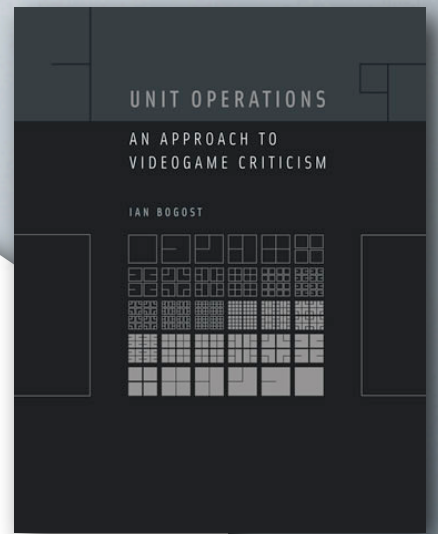 UNIT OPERATIONS
AN APPROACH TO
VIDEOGAME CRITICISM
IAN BOGOST